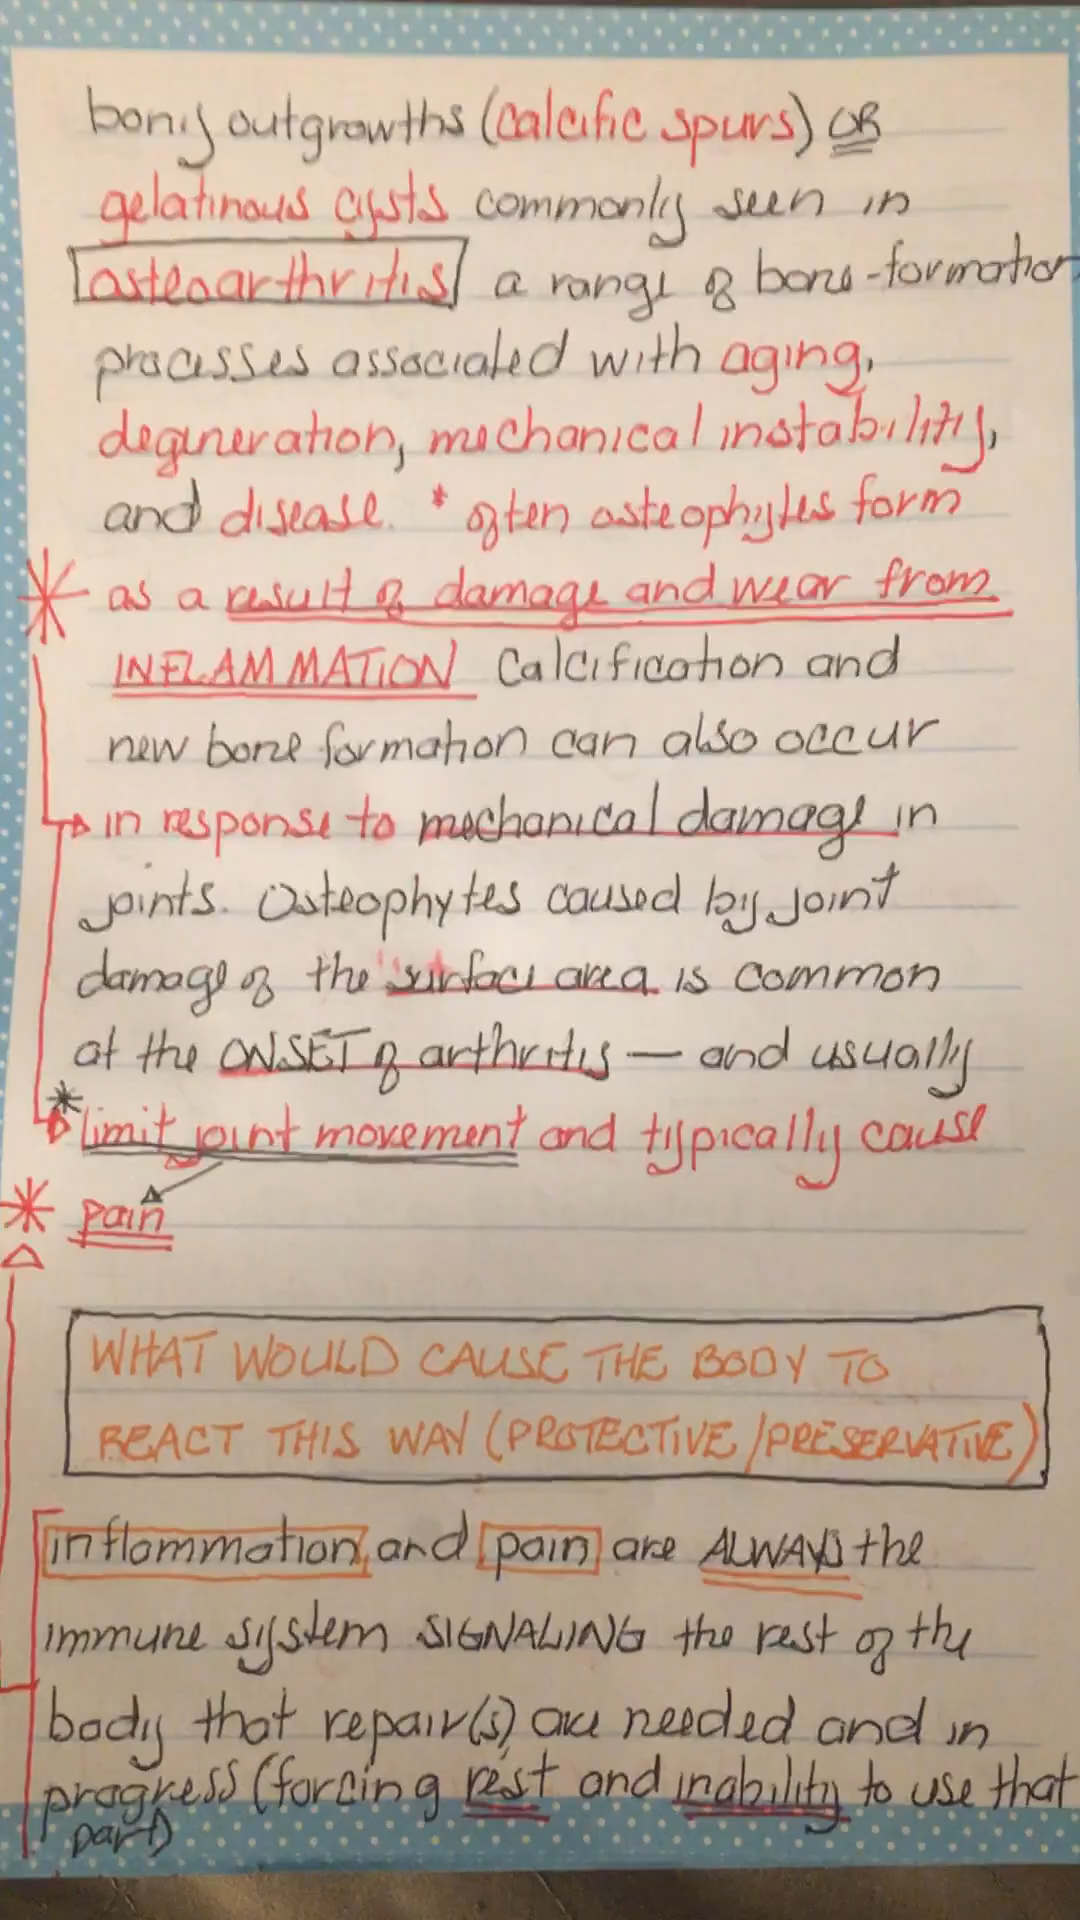 bony outgrowths (calcific spurs) OR
gelatinous cysts commonly seen in
osteoarthritis a range of bone-formation
processes associated with aging,
degeneration, mechanical instability,
and disease. * often osteophytes form
* as a result of damage and wear from
INFLAMMATION Calcification and
new bone formation can also occur
in response to mechanical damage in
joints. Osteophytes caused by joint
damage of the surface area is common
at the ONSET of arthritis — and usually
* limit joint movement and typically cause
* pain
WHAT WOULD CAUSE THE BODY TO
REACT THIS WAY (PROTECTIVE/PRESERVATIVE)
inflammation and pain are ALWAYS the
immune system SIGNALING the rest of the
body that repair(s) are needed and in
progress (forcing rest and inability to use that
part)